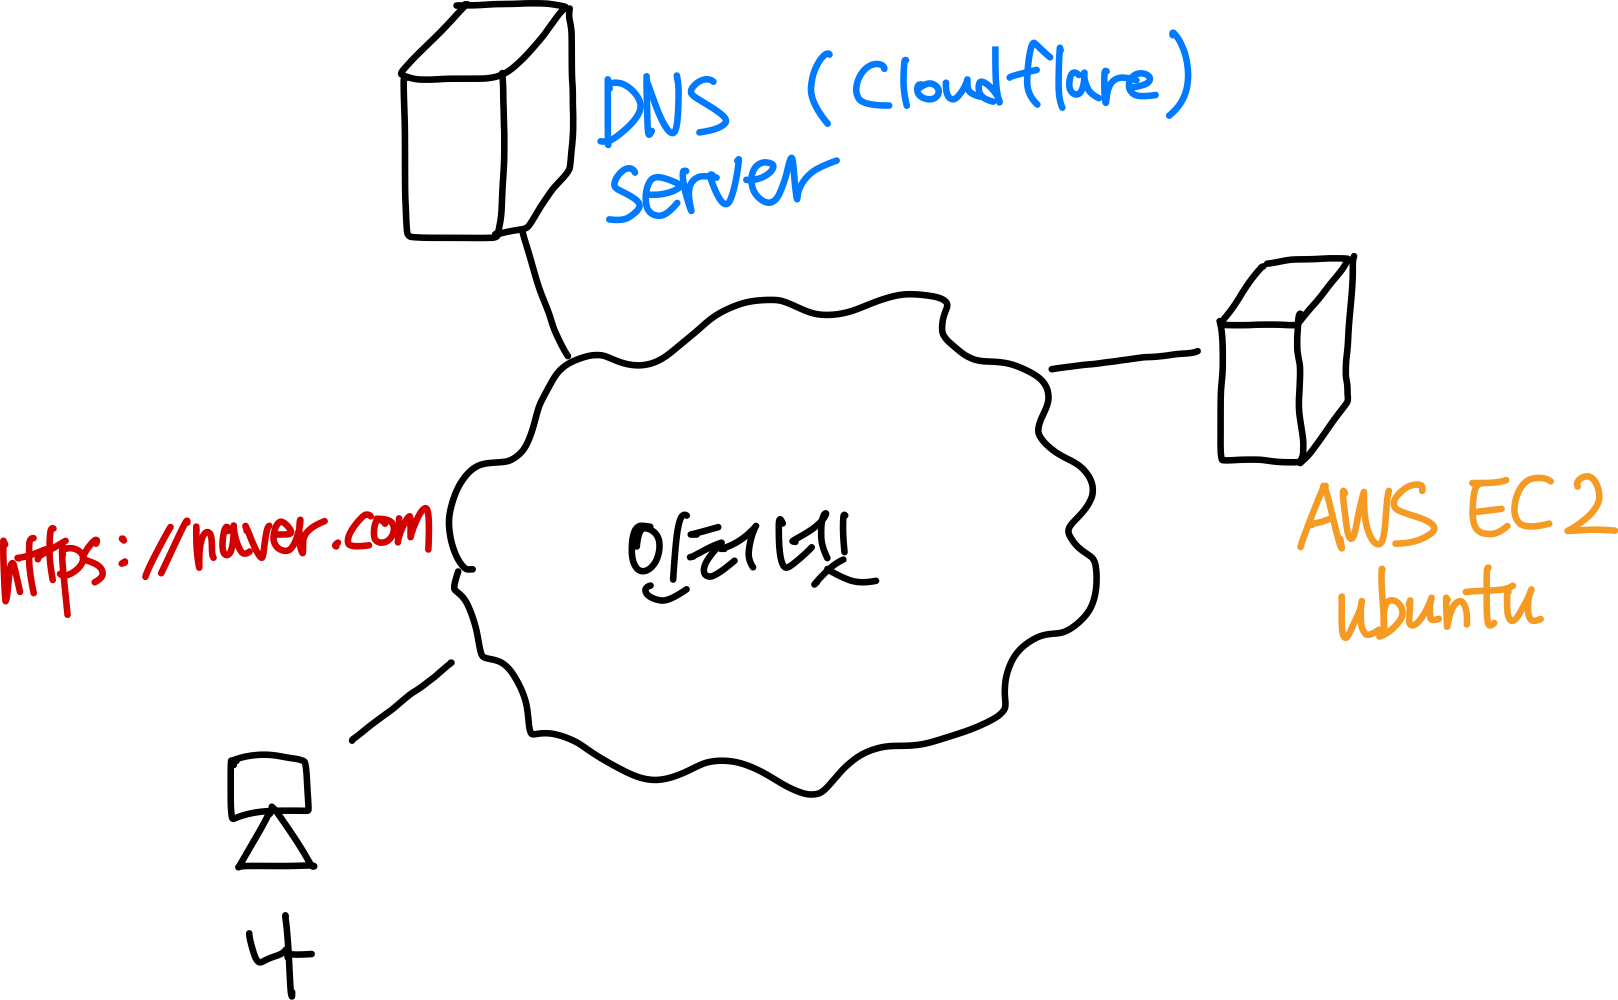 DNS (Cloudflare)
server
https://naver.com
인터넷
AWS EC2
ubuntu
나